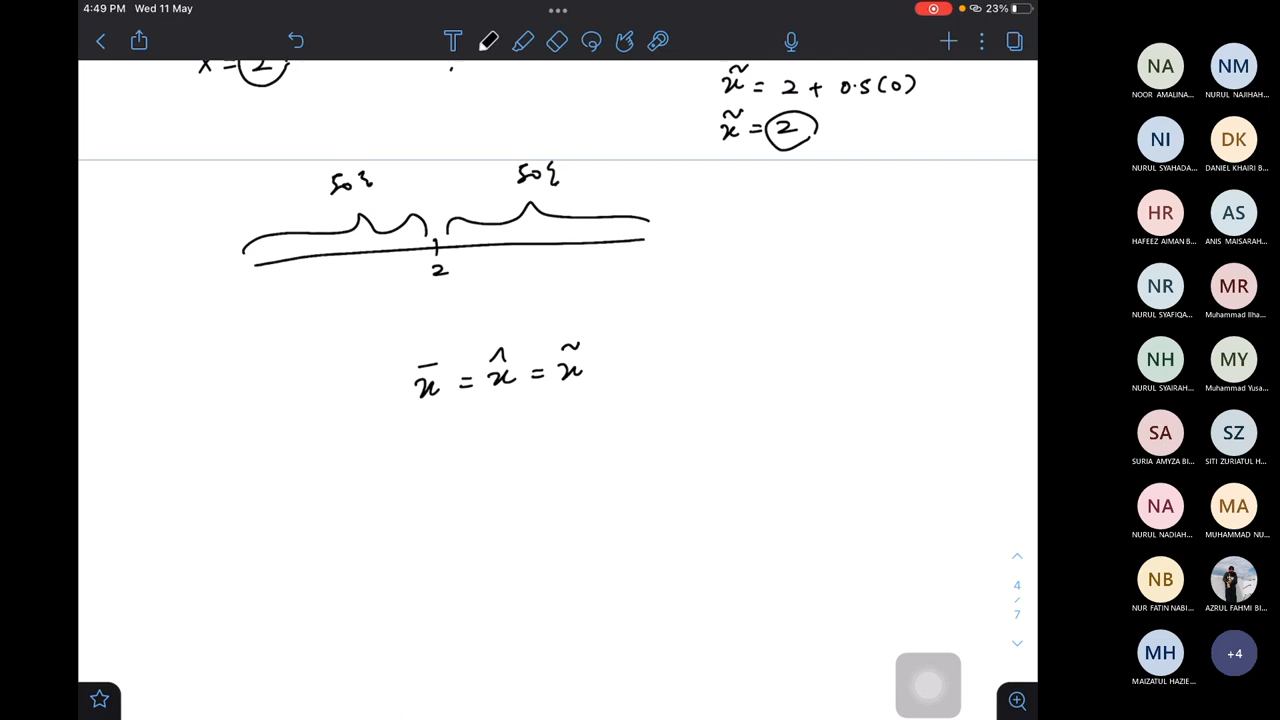 4:49 PM Wed 11 May
23%
x = 2
x̃ = 2 + 0.5(0)
x̃ = 2
50% 50%
2
x̄ = x̂ = x̃
4
/
7
NA NM
NOOR AMALINA... NURUL NAJIHAH...
NI DK
NURUL SYAHADA... DANIEL KHAIRI B...
HR AS
HAFEEZ AIMAN B... ANIS MAISARAH...
NR MR
NURUL SYAFIQA... Muhammad Ilha...
NH MY
NURUL SYAIRAH... Muhammad Yusa...
SA SZ
SURIA AMYZA BI... SITI ZURIATUL H...
NA MA
NURUL NADIAH... MUHAMMAD NU...
NB
NUR FATIN NABI... AZRUL FAHMI BI...
MH +4
MAIZATUL HAZIE...